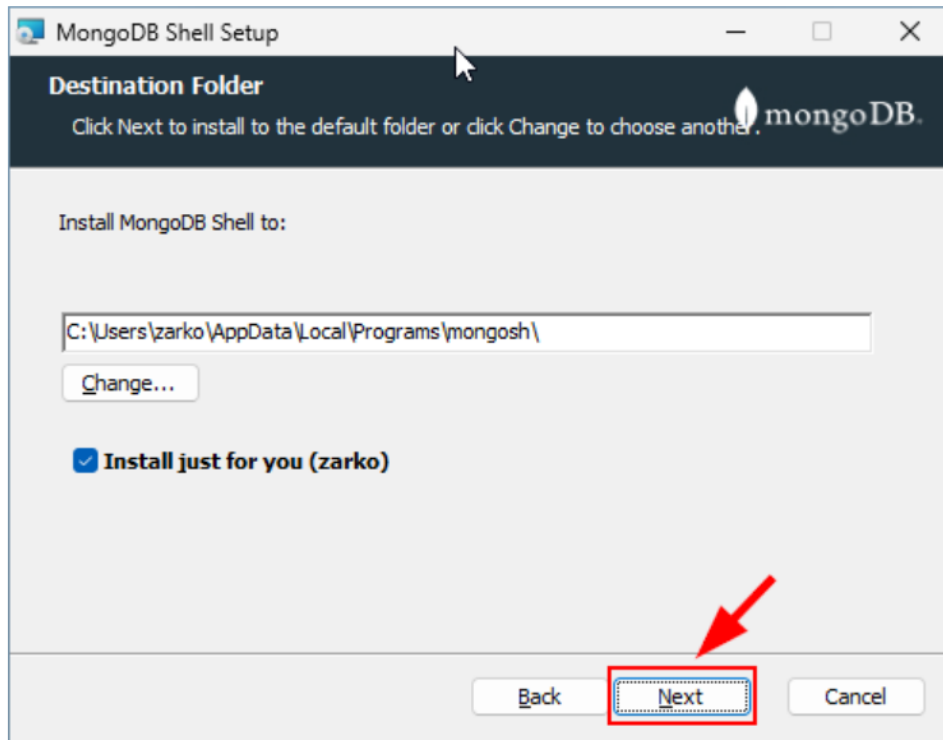 MongoDB Shell Setup
Destination Folder
Click Next to install to the default folder or click Change to choose another.
mongoDB.
Install MongoDB Shell to:
C:\Users\zarko\AppData\Local\Programs\mongosh\
Change...
Install just for you (zarko)
Back Next Cancel